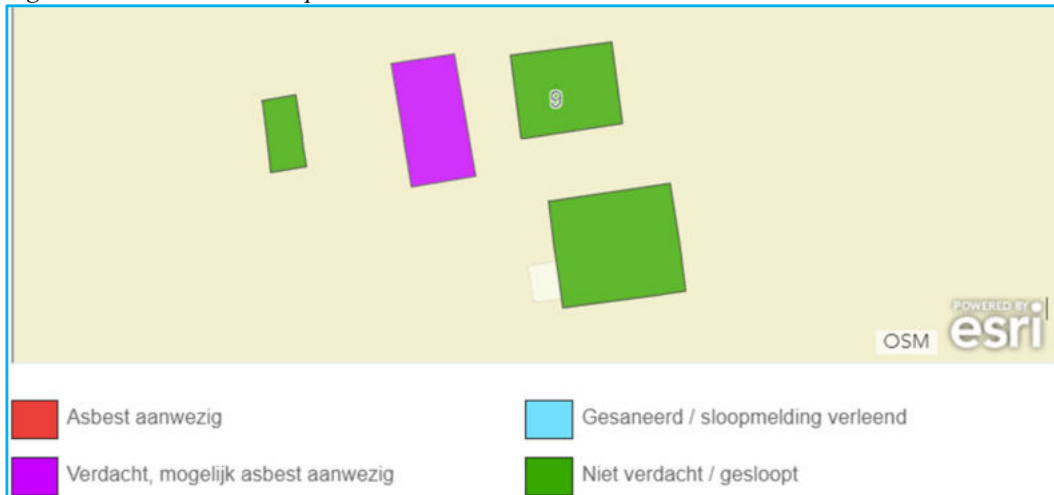 9
POWERED BY
esri
OSM
Asbest aanwezig
Gesaneerd / sloopmelding verleend
Verdacht, mogelijk asbest aanwezig
Niet verdacht / gesloopt